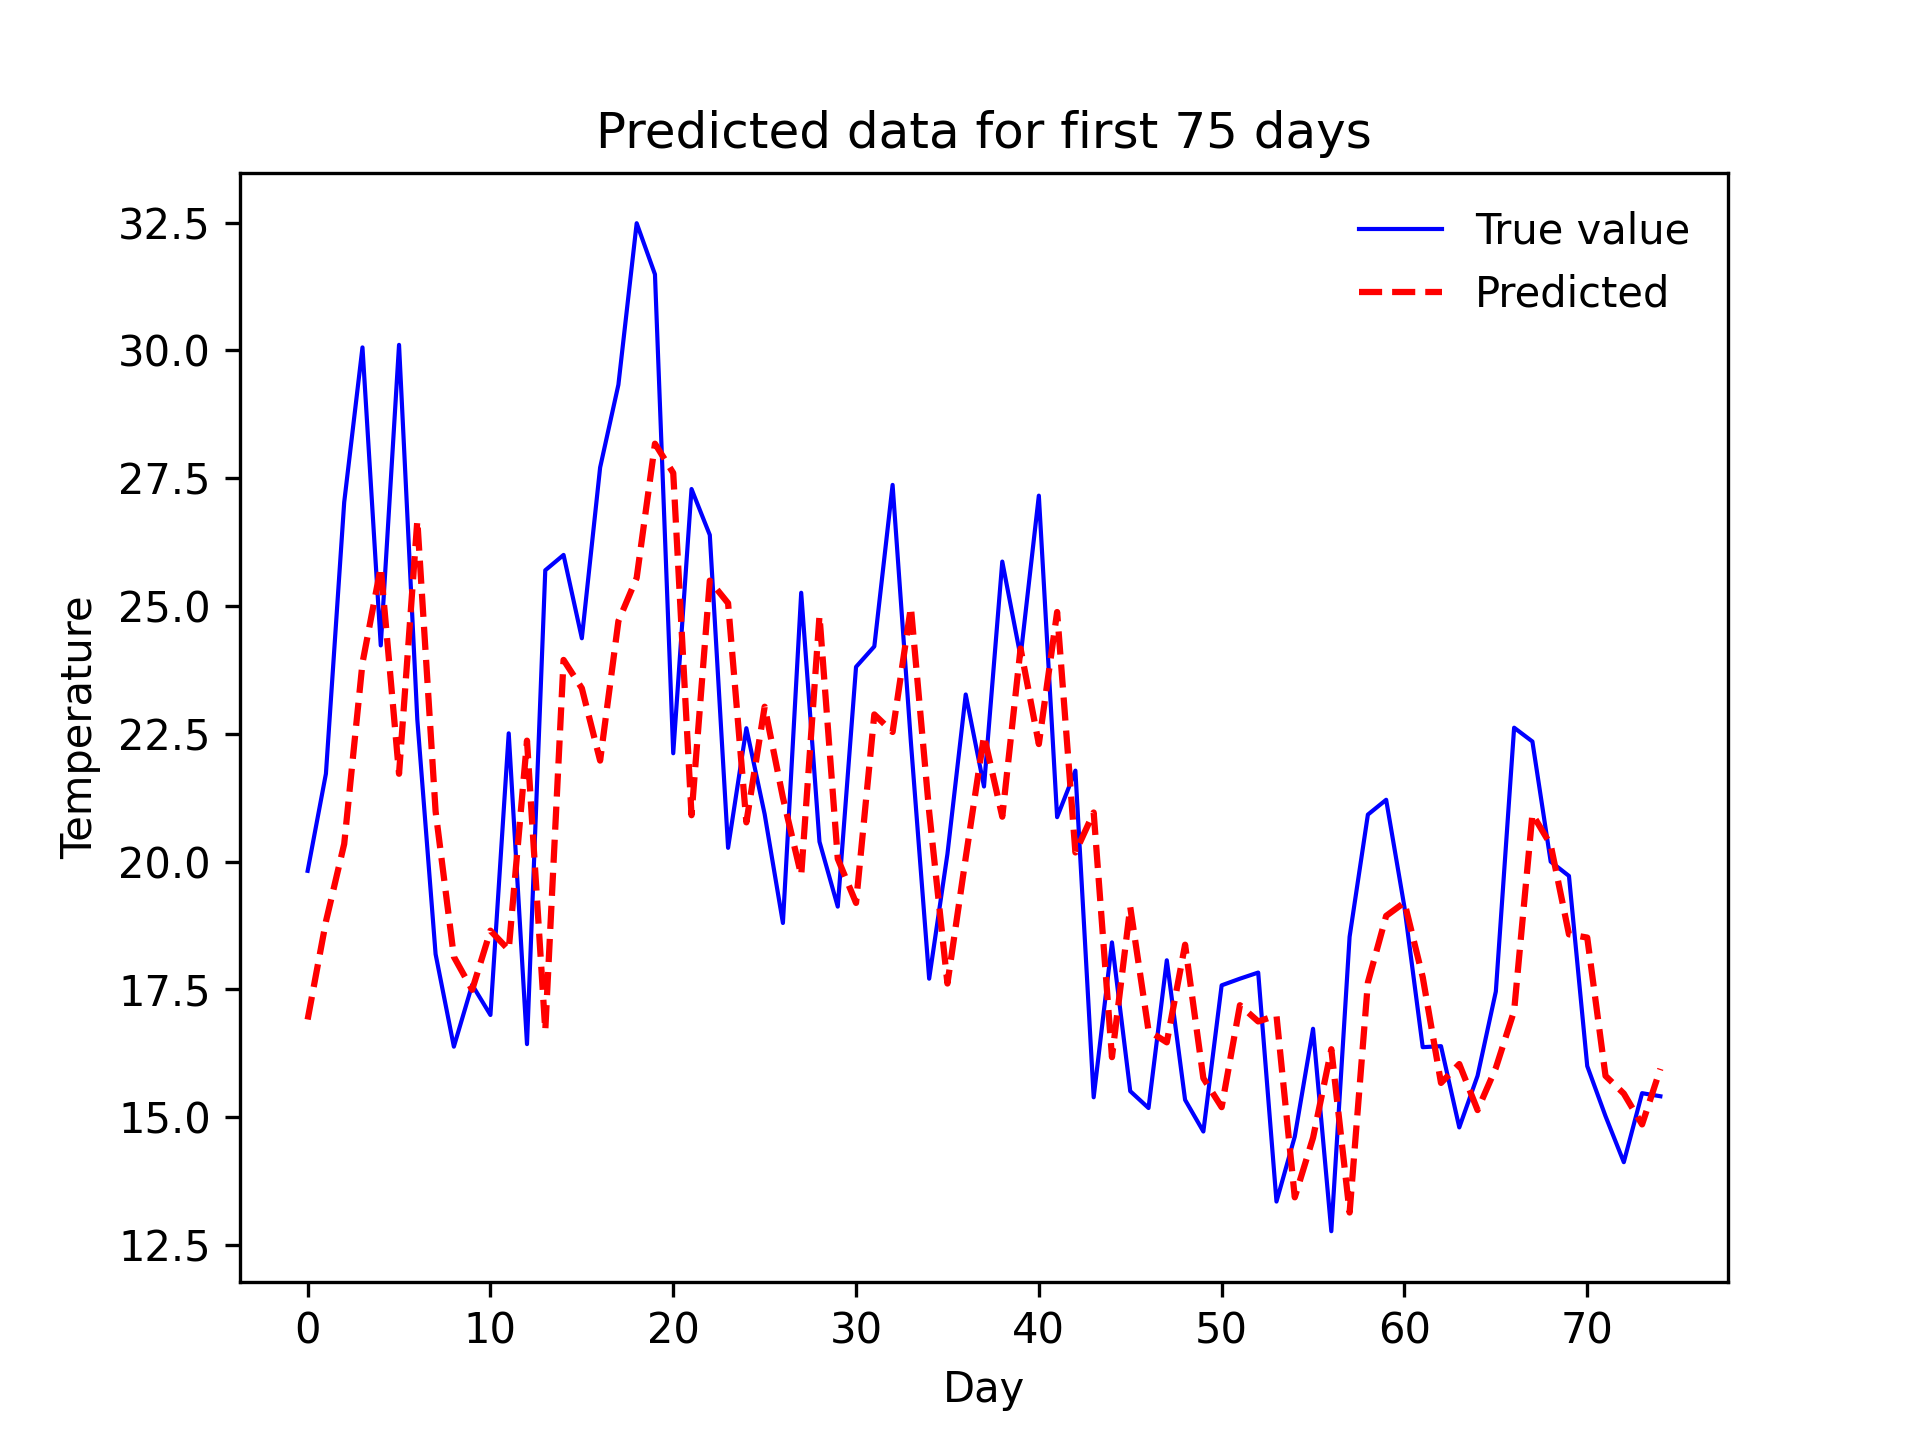 Predicted data for first 75 days
True value
Predicted
Temperature
32.5
30.0
27.5
25.0
22.5
20.0
17.5
15.0
12.5
0 10 20 30 40 50 60 70
Day